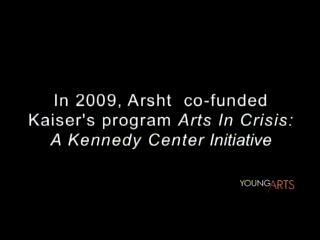 In 2009, Arsht co-funded
Kaiser's program Arts In Crisis:
A Kennedy Center Initiative
YOUNGARTS